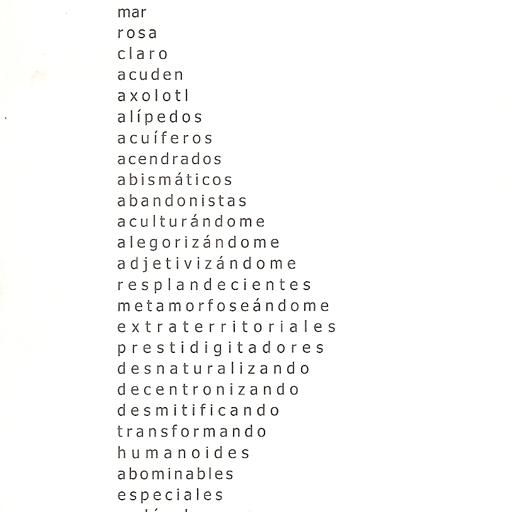 mar
rosa
claro
acuden
axolotl
alípedos
acuíferos
acendrados
abismáticos
abandonistas
aculturándome
alegorizándome
adjetivizándome
resplandecientes
metamorfoseándome
extraterritoriales
prestidigitadores
desnaturalizando
decentronizando
desmitificando
transformando
humanoides
abominables
especiales